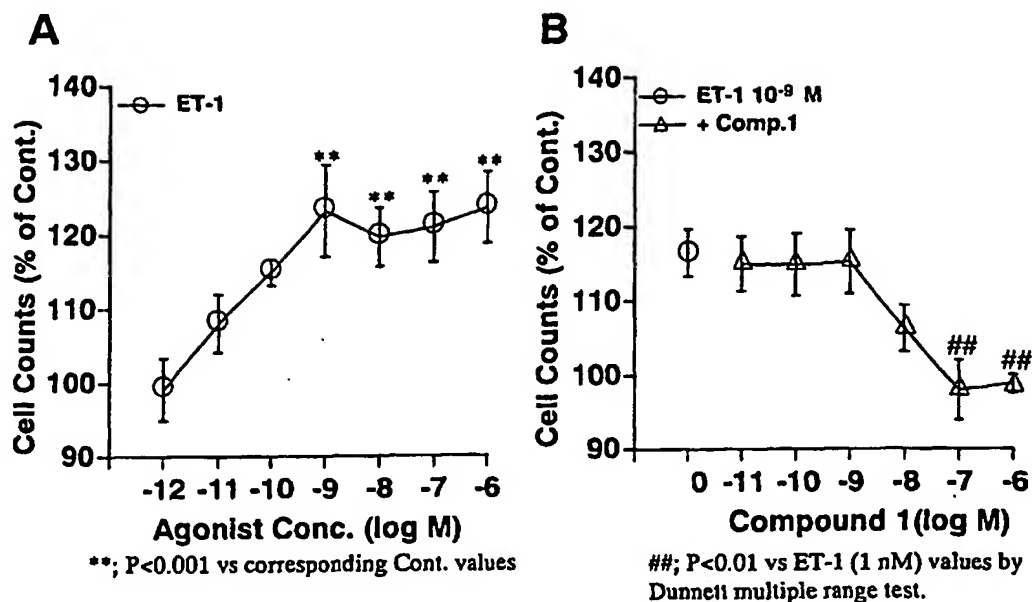 A
Cell Counts (% of Cont.)
140
130
120
110
100
90
ET-1
**
**
**
**
-12 -11 -10 -9 -8 -7 -6
Agonist Conc. (log M)
**; P<0.001 vs corresponding Cont. values
B
Cell Counts (% of Cont.)
140
130
120
110
100
90
ET-1 10⁻⁹ M
+ Comp.1
##
##
0 -11 -10 -9 -8 -7 -6
Compound 1(log M)
##; P<0.01 vs ET-1 (1 nM) values by
Dunnett multiple range test.